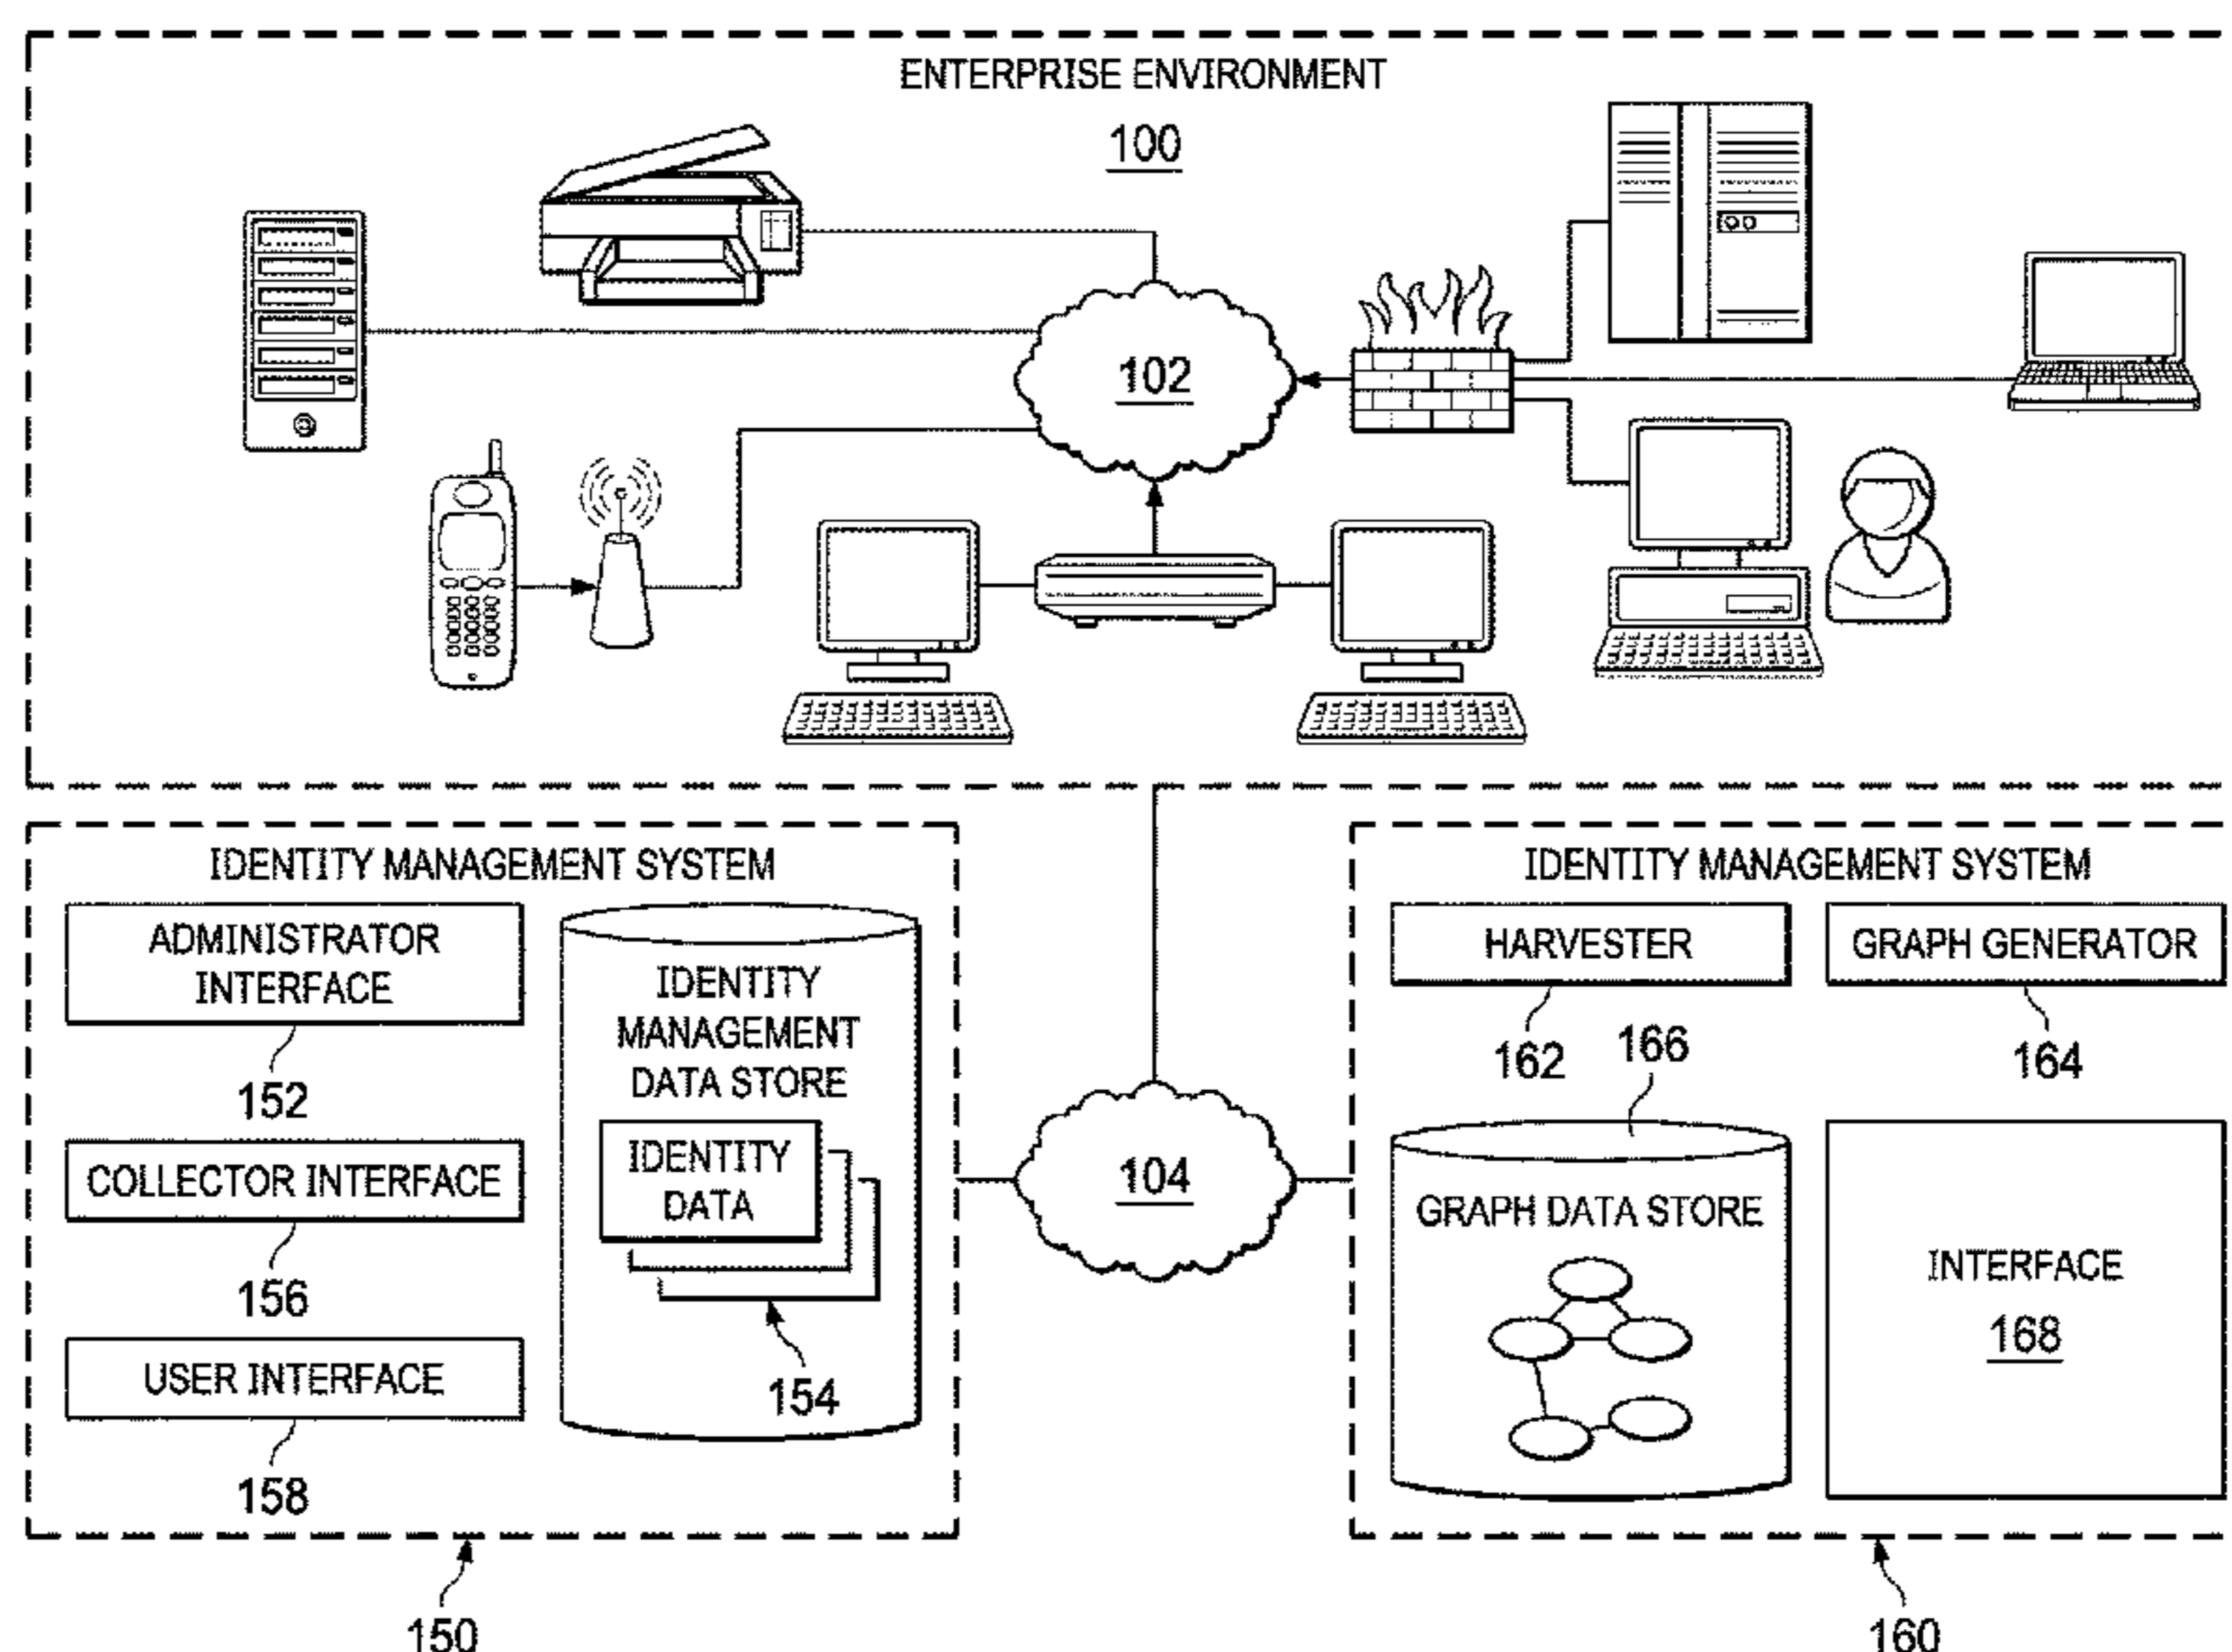 ENTERPRISE ENVIRONMENT
100
102
IDENTITY MANAGEMENT SYSTEM
ADMINISTRATOR
INTERFACE
152
COLLECTOR INTERFACE
156
USER INTERFACE
158
IDENTITY
MANAGEMENT
DATA STORE
IDENTITY
DATA
154
150
104
IDENTITY MANAGEMENT SYSTEM
HARVESTER
162
GRAPH GENERATOR
164
166
GRAPH DATA STORE
INTERFACE
168
160